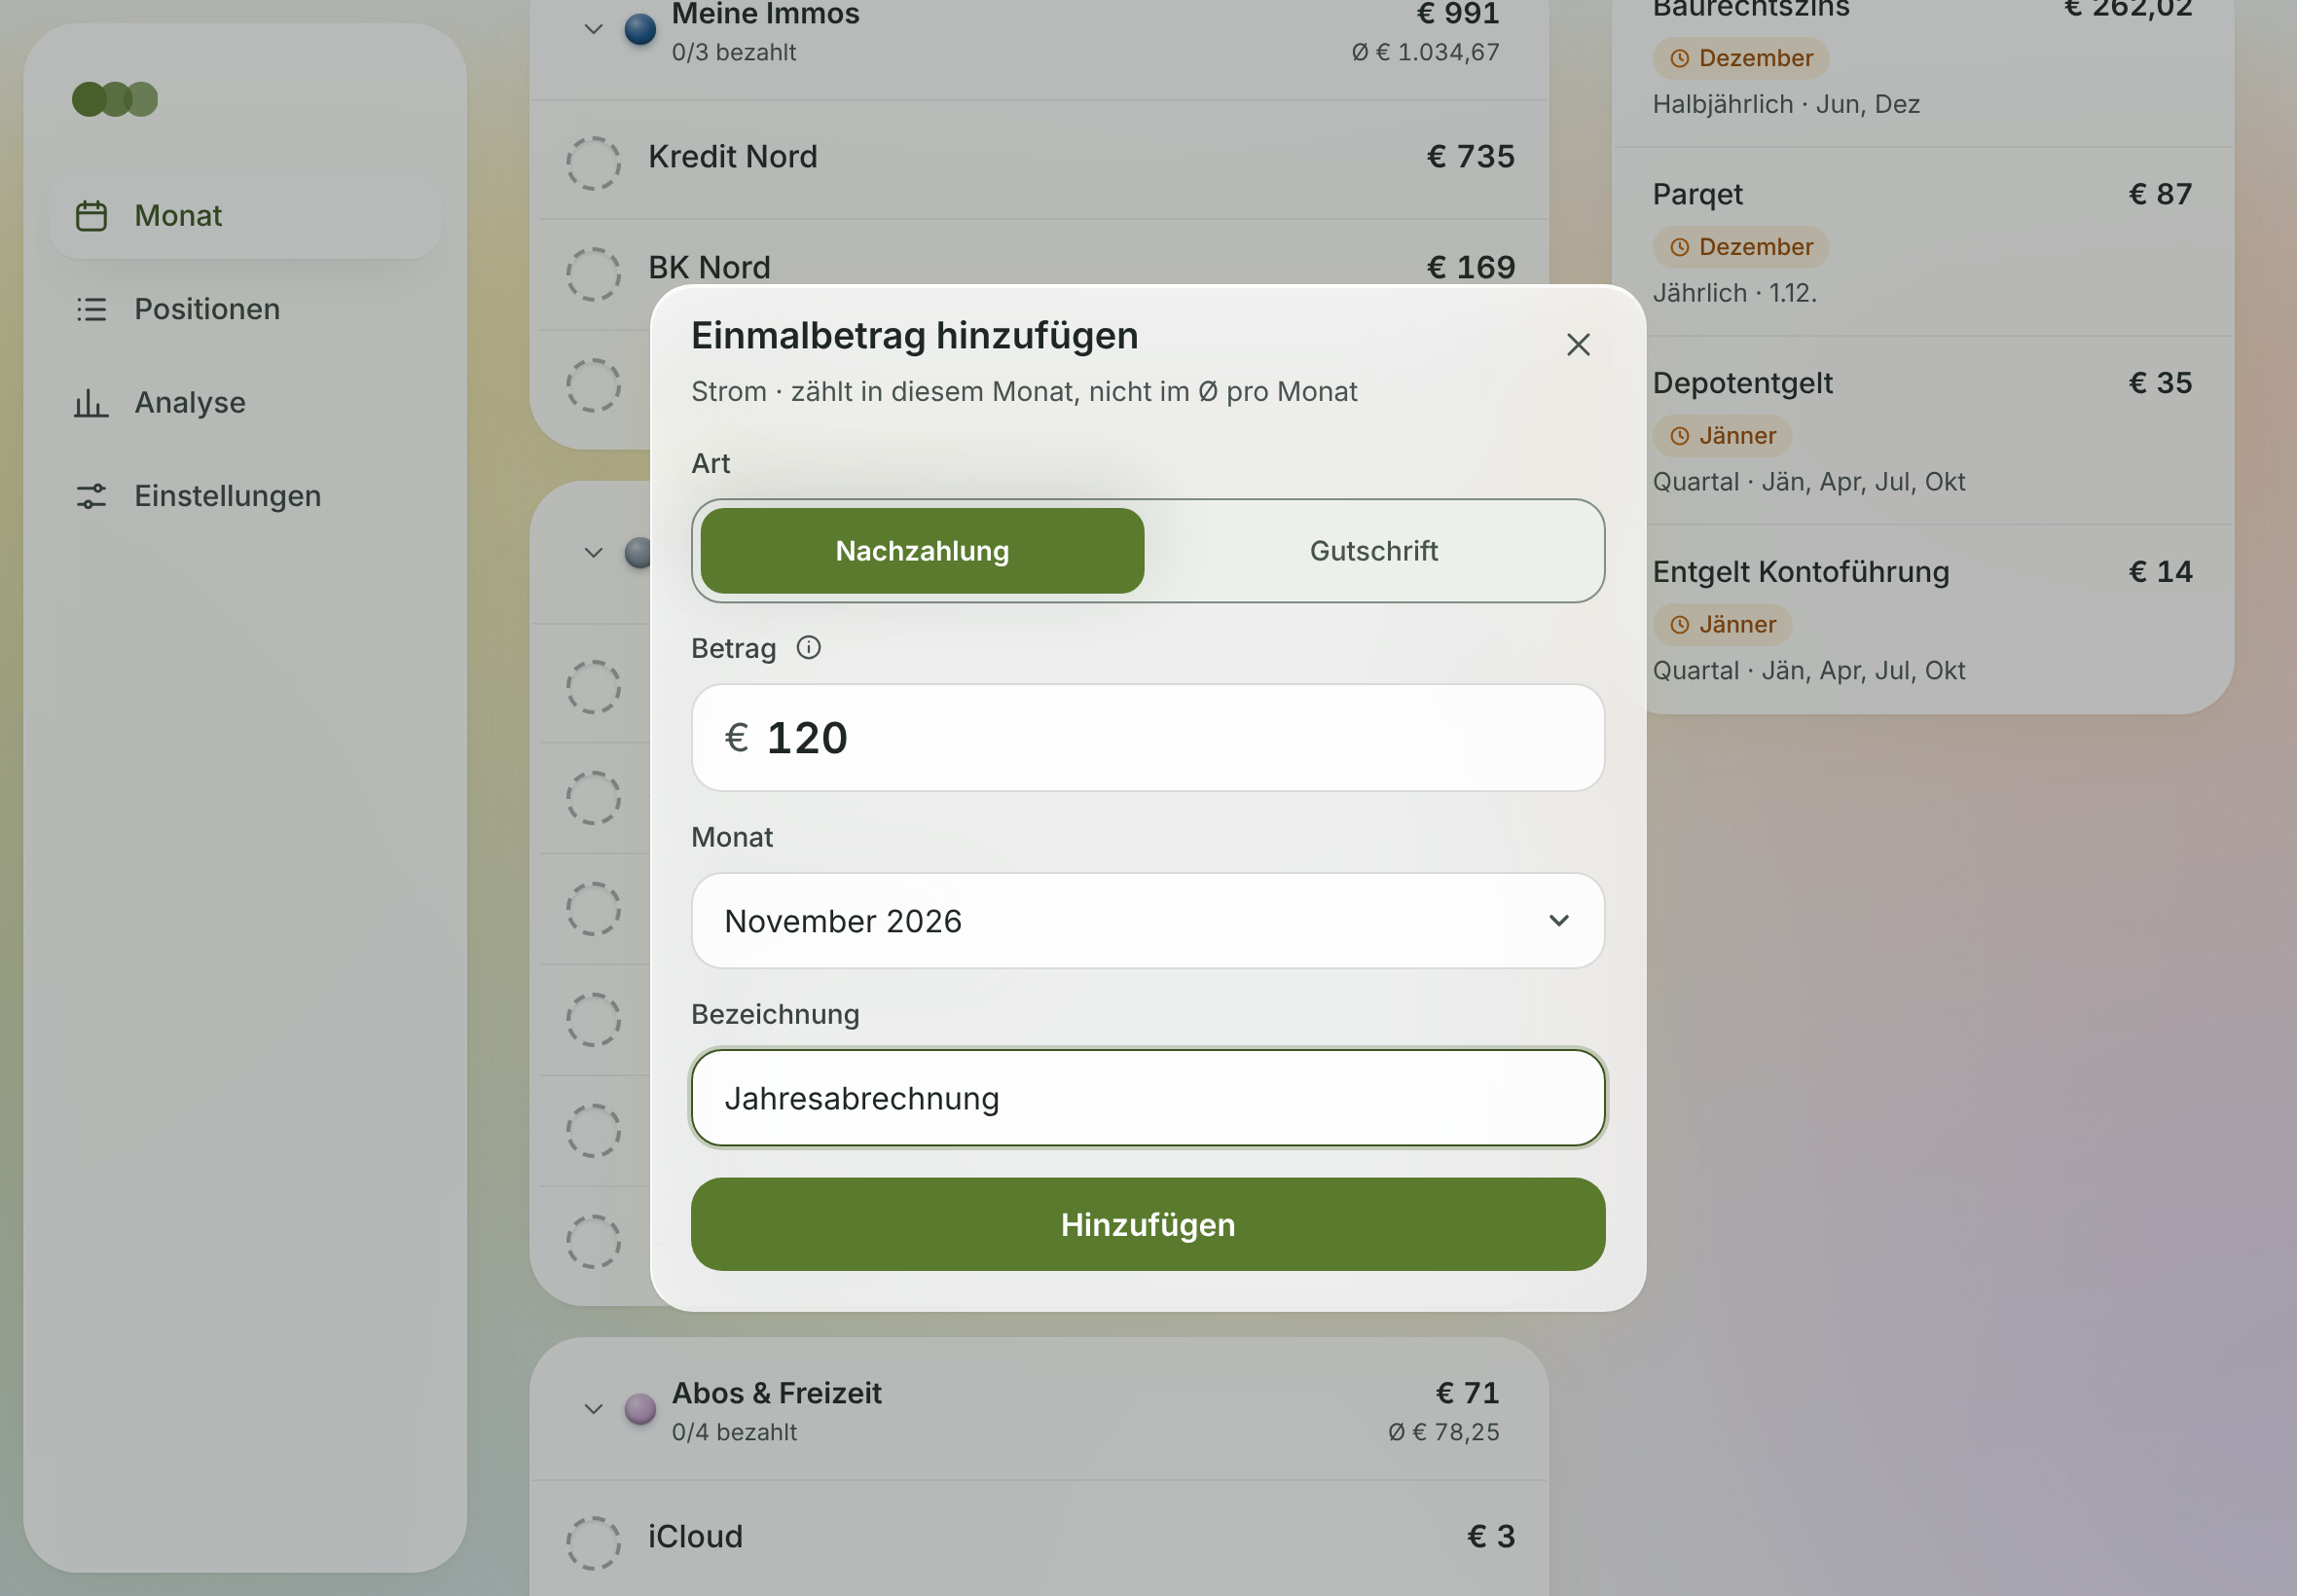 Monat
Positionen
Analyse
Einstellungen
Meine Immos
€ 991
0/3 bezahlt
Ø € 1.034,67
Kredit Nord
€ 735
BK Nord
€ 169
Einmalbetrag hinzufügen
Strom · zählt in diesem Monat, nicht im Ø pro Monat
Art
Nachzahlung
Gutschrift
Betrag
€ 120
Monat
November 2026
Bezeichnung
Jahresabrechnung
Hinzufügen
Abos & Freizeit
€ 71
0/4 bezahlt
Ø € 78,25
iCloud
€ 3
Baurechtszins
€ 262,02
Dezember
Halbjährlich · Jun, Dez
Parqet
€ 87
Dezember
Jährlich · 1.12.
Depotentgelt
€ 35
Jänner
Quartal · Jän, Apr, Jul, Okt
Entgelt Kontoführung
€ 14
Jänner
Quartal · Jän, Apr, Jul, Okt